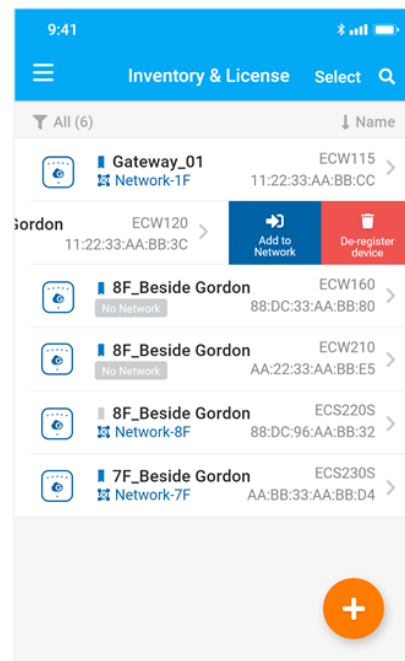 9:41
Inventory & License Select
All (6) Name
Gateway_01 ECW115
Network-1F 11:22:33:AA:BB:CC
Gordon ECW120
11:22:33:AA:BB:3C
Add to
Network
De-register
device
8F_Beside Gordon ECW160
No Network 88:DC:33:AA:BB:80
8F_Beside Gordon ECW210
No Network AA:22:33:AA:BB:E5
8F_Beside Gordon ECS220S
Network-8F 88:DC:96:AA:BB:32
7F_Beside Gordon ECS230S
Network-7F AA:BB:33:AA:BB:D4